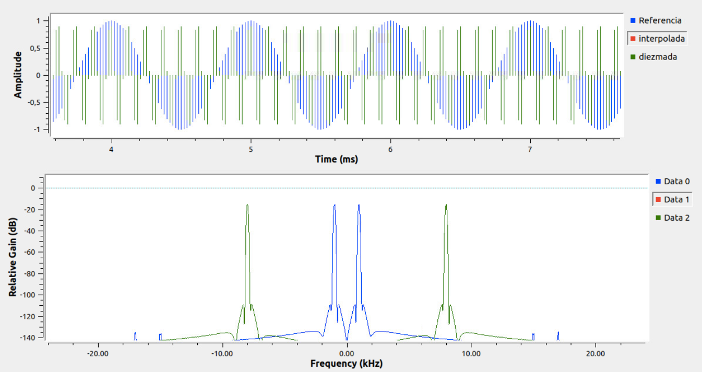 Amplitude
1
0,5
0
-0,5
-1
4
5
6
7
Time (ms)
Referencia
interpolada
diezmada
Relative Gain (dB)
0
-20
-40
-60
-80
-100
-120
-140
-20.00
-10.00
0.00
10.00
20.00
Frequency (kHz)
Data 0
Data 1
Data 2